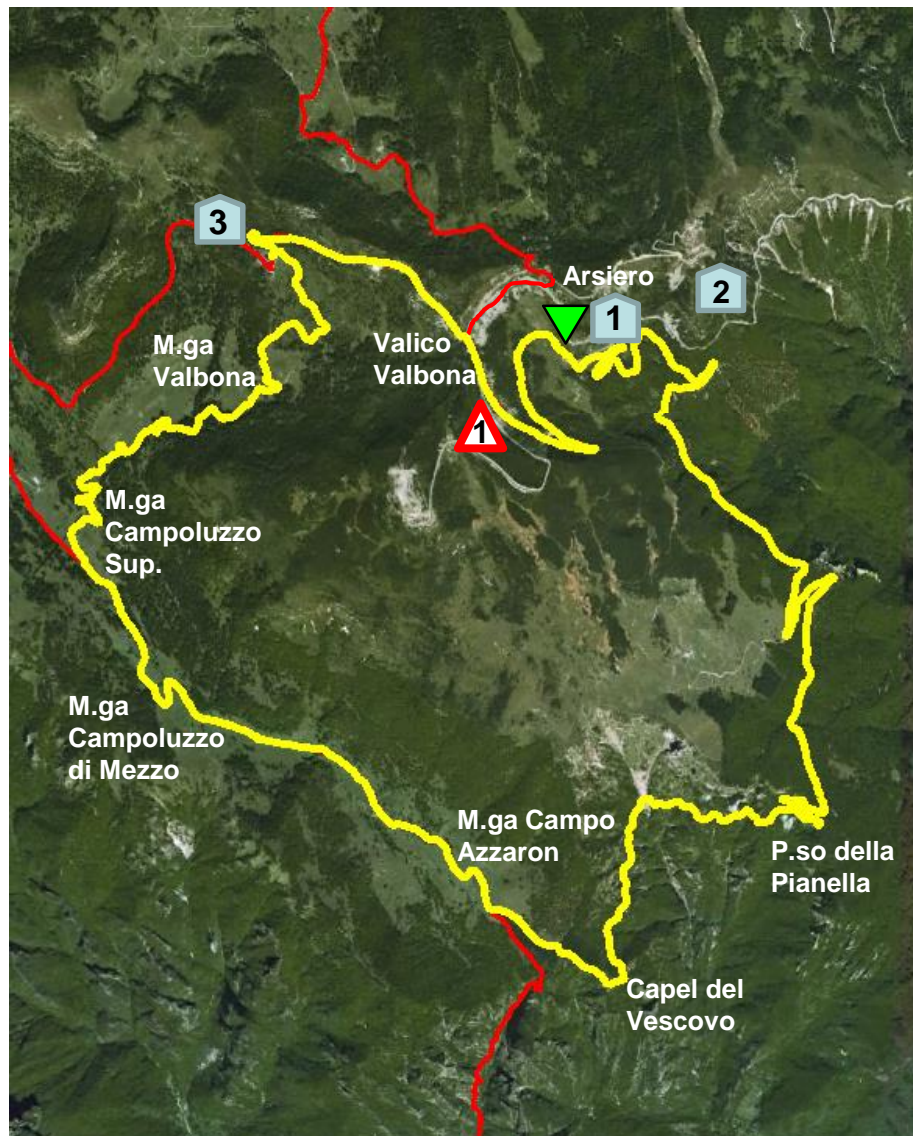 3
Arsiero
2
1
M.ga
Valbona
Valico
Valbona
1
M.ga
Campoluzzo
Sup.
M.ga
Campoluzzo
di Mezzo
M.ga Campo
Azzaron
P.so della
Pianella
Capel del
Vescovo